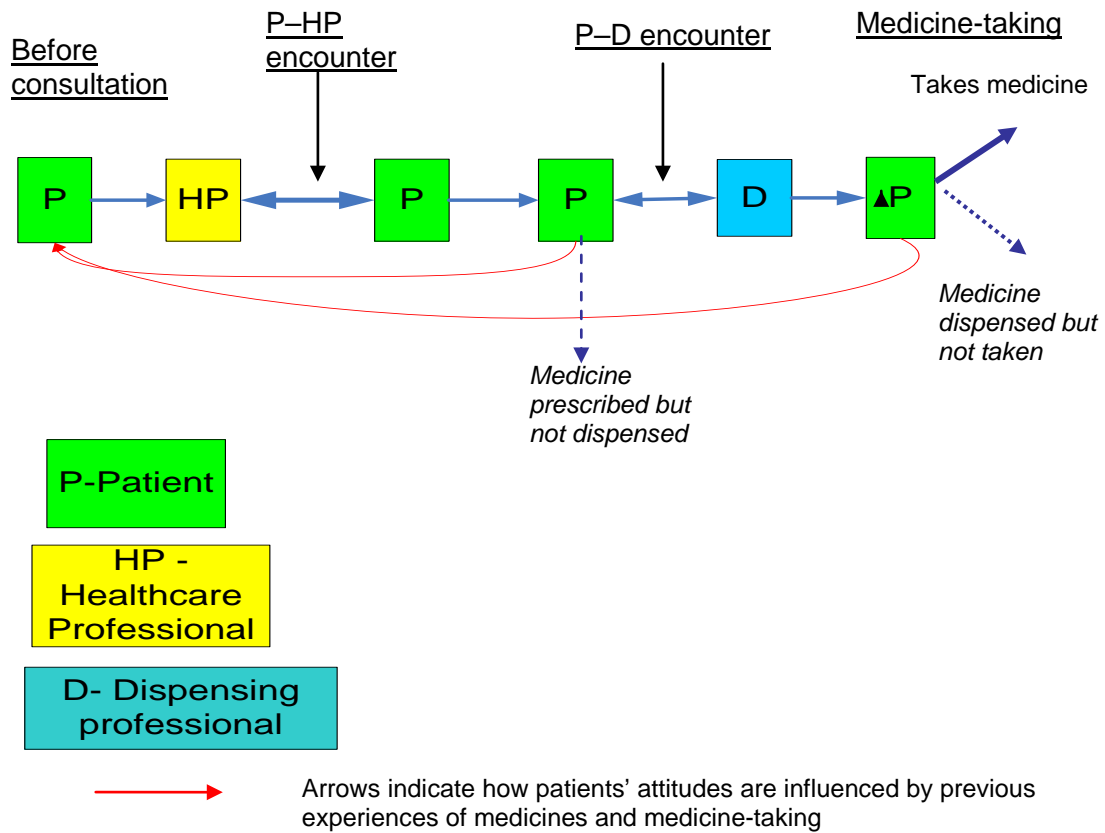 Before
consultation
P–HP
encounter
P–D encounter
Medicine-taking
Takes medicine
P
HP
P
P
D
P
Medicine
dispensed but
not taken
Medicine
prescribed but
not dispensed
P-Patient
HP -
Healthcare
Professional
D- Dispensing
professional
Arrows indicate how patients’ attitudes are influenced by previous
experiences of medicines and medicine-taking